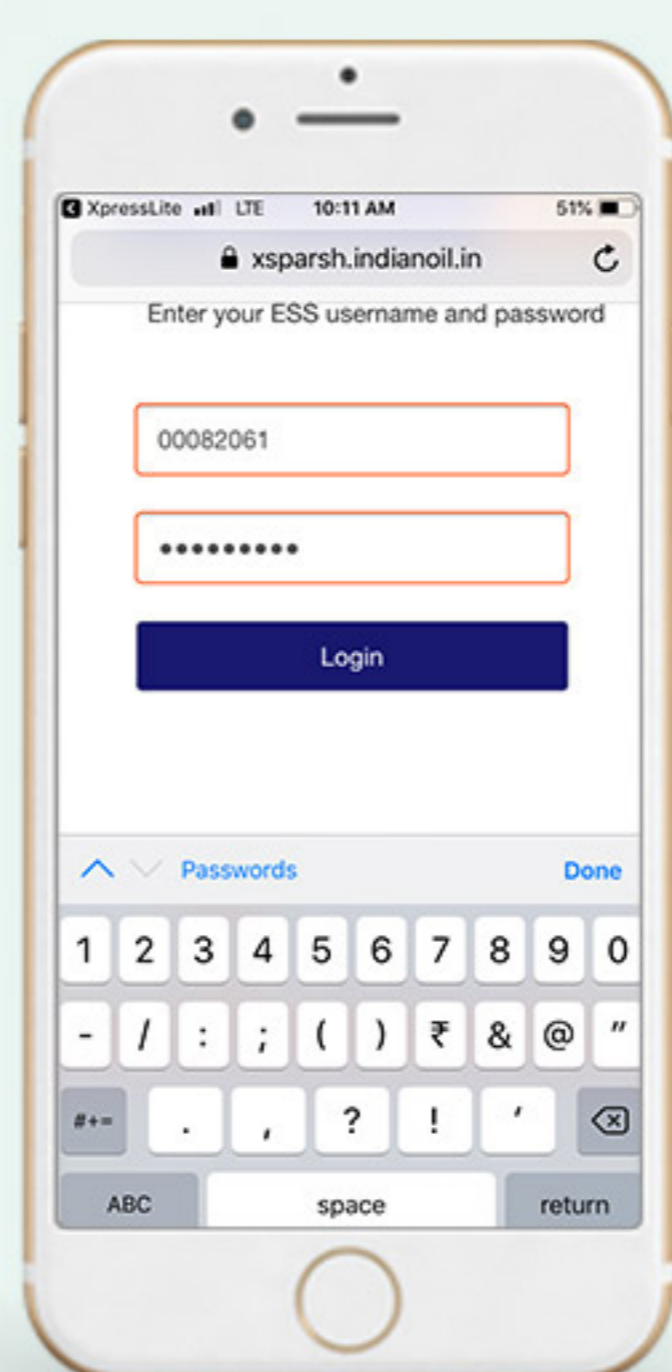 XpressLite LTE 10:11 AM 51%
xsparsh.indianoil.in
Enter your ESS username and password
00082061
•••••••••
Login
Passwords Done
1 2 3 4 5 6 7 8 9 0
- / : ; ( ) ₹ & @ "
#+= . , ? ! '
ABC space return